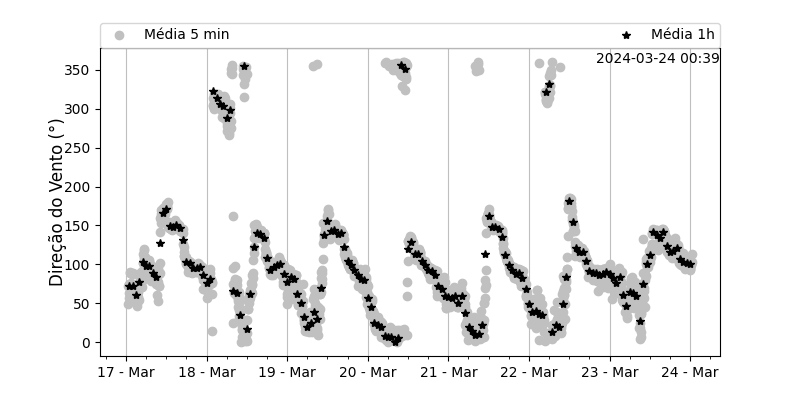 Média 5 min
Média 1h
2024-03-24 00:39
Direção do Vento (°)
350
300
250
200
150
100
50
0
17 - Mar
18 - Mar
19 - Mar
20 - Mar
21 - Mar
22 - Mar
23 - Mar
24 - Mar